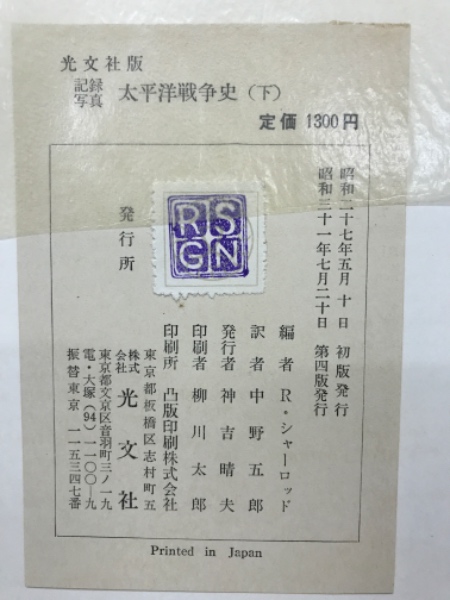 光文社版
記録写真 太平洋戦争史(下)
定価 1300円
昭和二十七年五月十日 初版発行
昭和三十一年七月二十日 第四版発行
編者 R・シャーロッド
訳者 中野五郎
発行者 神吉晴夫
印刷者 柳川太郎
印刷所 凸版印刷株式会社
東京都板橋区志村町五
発行所
株式会社 光文社
東京都文京区音羽町三ノ一九
電・大塚(94)一一〇〇—九
振替東京 一一五三四七番
RS
GN
Printed in Japan